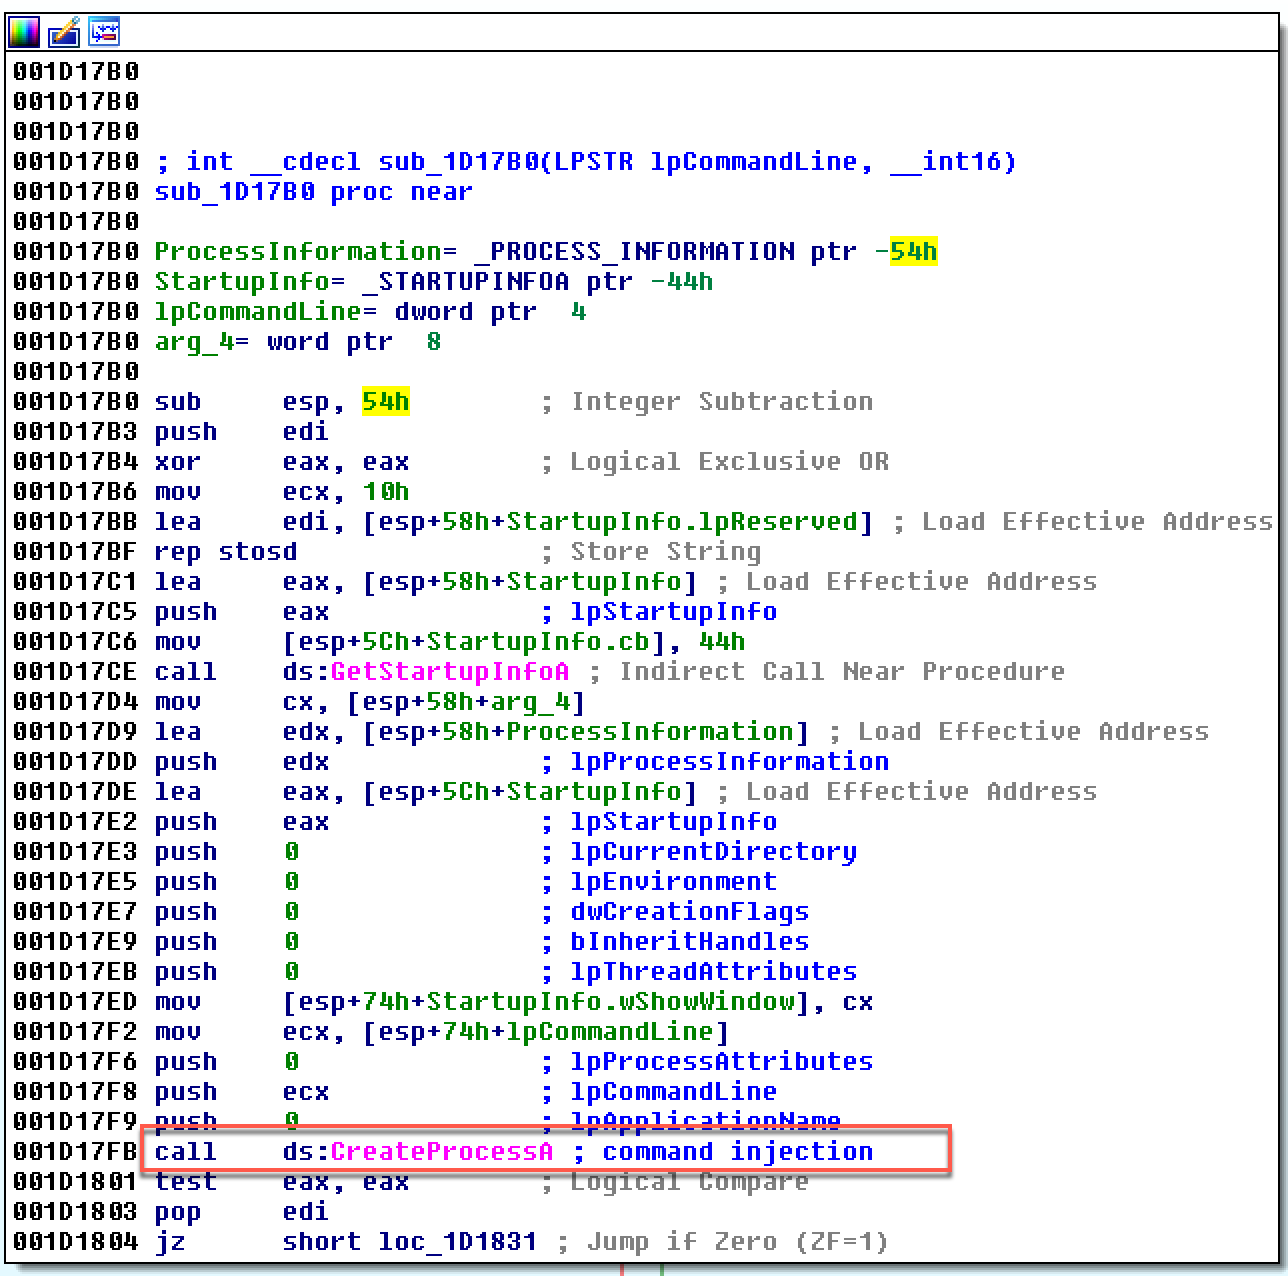 001D17B0
001D17B0
001D17B0
001D17B0 ; int __cdecl sub_1D17B0(LPSTR lpCommandLine, __int16)
001D17B0 sub_1D17B0 proc near
001D17B0
001D17B0 ProcessInformation= _PROCESS_INFORMATION ptr -54h
001D17B0 StartupInfo= _STARTUPINFOA ptr -44h
001D17B0 lpCommandLine= dword ptr  4
001D17B0 arg_4= word ptr  8
001D17B0
001D17B0 sub     esp, 54h        ; Integer Subtraction
001D17B3 push    edi
001D17B4 xor     eax, eax        ; Logical Exclusive OR
001D17B6 mov     ecx, 10h
001D17BB lea     edi, [esp+58h+StartupInfo.lpReserved] ; Load Effective Address
001D17BF rep stosd               ; Store String
001D17C1 lea     eax, [esp+58h+StartupInfo] ; Load Effective Address
001D17C5 push    eax             ; lpStartupInfo
001D17C6 mov     [esp+5Ch+StartupInfo.cb], 44h
001D17CE call    ds:GetStartupInfoA ; Indirect Call Near Procedure
001D17D4 mov     cx, [esp+58h+arg_4]
001D17D9 lea     edx, [esp+58h+ProcessInformation] ; Load Effective Address
001D17DD push    edx             ; lpProcessInformation
001D17DE lea     eax, [esp+5Ch+StartupInfo] ; Load Effective Address
001D17E2 push    eax             ; lpStartupInfo
001D17E3 push    0               ; lpCurrentDirectory
001D17E5 push    0               ; lpEnvironment
001D17E7 push    0               ; dwCreationFlags
001D17E9 push    0               ; bInheritHandles
001D17EB push    0               ; lpThreadAttributes
001D17ED mov     [esp+74h+StartupInfo.wShowWindow], cx
001D17F2 mov     ecx, [esp+74h+lpCommandLine]
001D17F6 push    0               ; lpProcessAttributes
001D17F8 push    ecx             ; lpCommandLine
001D17F9 push    0               ; lpApplicationName
001D17FB call    ds:CreateProcessA ; command injection
001D1801 test    eax, eax        ; Logical Compare
001D1803 pop     edi
001D1804 jz      short loc_1D1831 ; Jump if Zero (ZF=1)